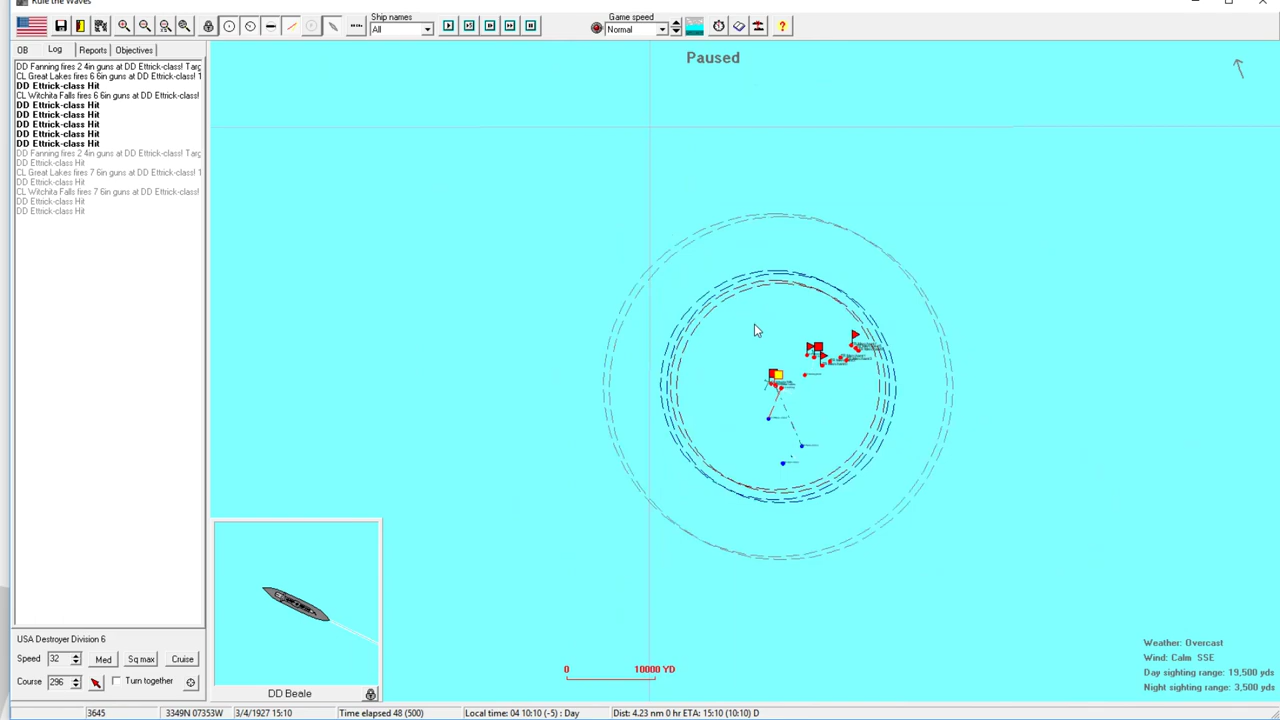 Rule the Waves
Ship names
All
Game speed
Normal
OB Log Reports Objectives
DD Fanning fires 2 4in guns at DD Ettrick-class! Targ
CL Great Lakes fires 6 6in guns at DD Ettrick-class! 1
DD Ettrick-class Hit
CL Witchita Falls fires 6 6in guns at DD Ettrick-class!
DD Ettrick-class Hit
DD Ettrick-class Hit
DD Ettrick-class Hit
DD Ettrick-class Hit
DD Ettrick-class Hit
DD Fanning fires 2 4in guns at DD Ettrick-class! Targ
DD Ettrick-class Hit
CL Great Lakes fires 7 6in guns at DD Ettrick-class! 1
DD Ettrick-class Hit
CL Witchita Falls fires 7 6in guns at DD Ettrick-class!
DD Ettrick-class Hit
DD Ettrick-class Hit
Paused
USA Destroyer Division 6
Speed 32 Med Sq max Cruise
Course 296 Turn together
DD Beale
0 10000 YD
Weather: Overcast
Wind: Calm SSE
Day sighting range: 19,500 yds
Night sighting range: 3,500 yds
3645 3349N 07353W 3/4/1927 15:10 Time elapsed 48 (500) Local time: 04 10:10 (-5) : Day Dist: 4.23 nm 0 hr ETA: 15:10 (10:10) D